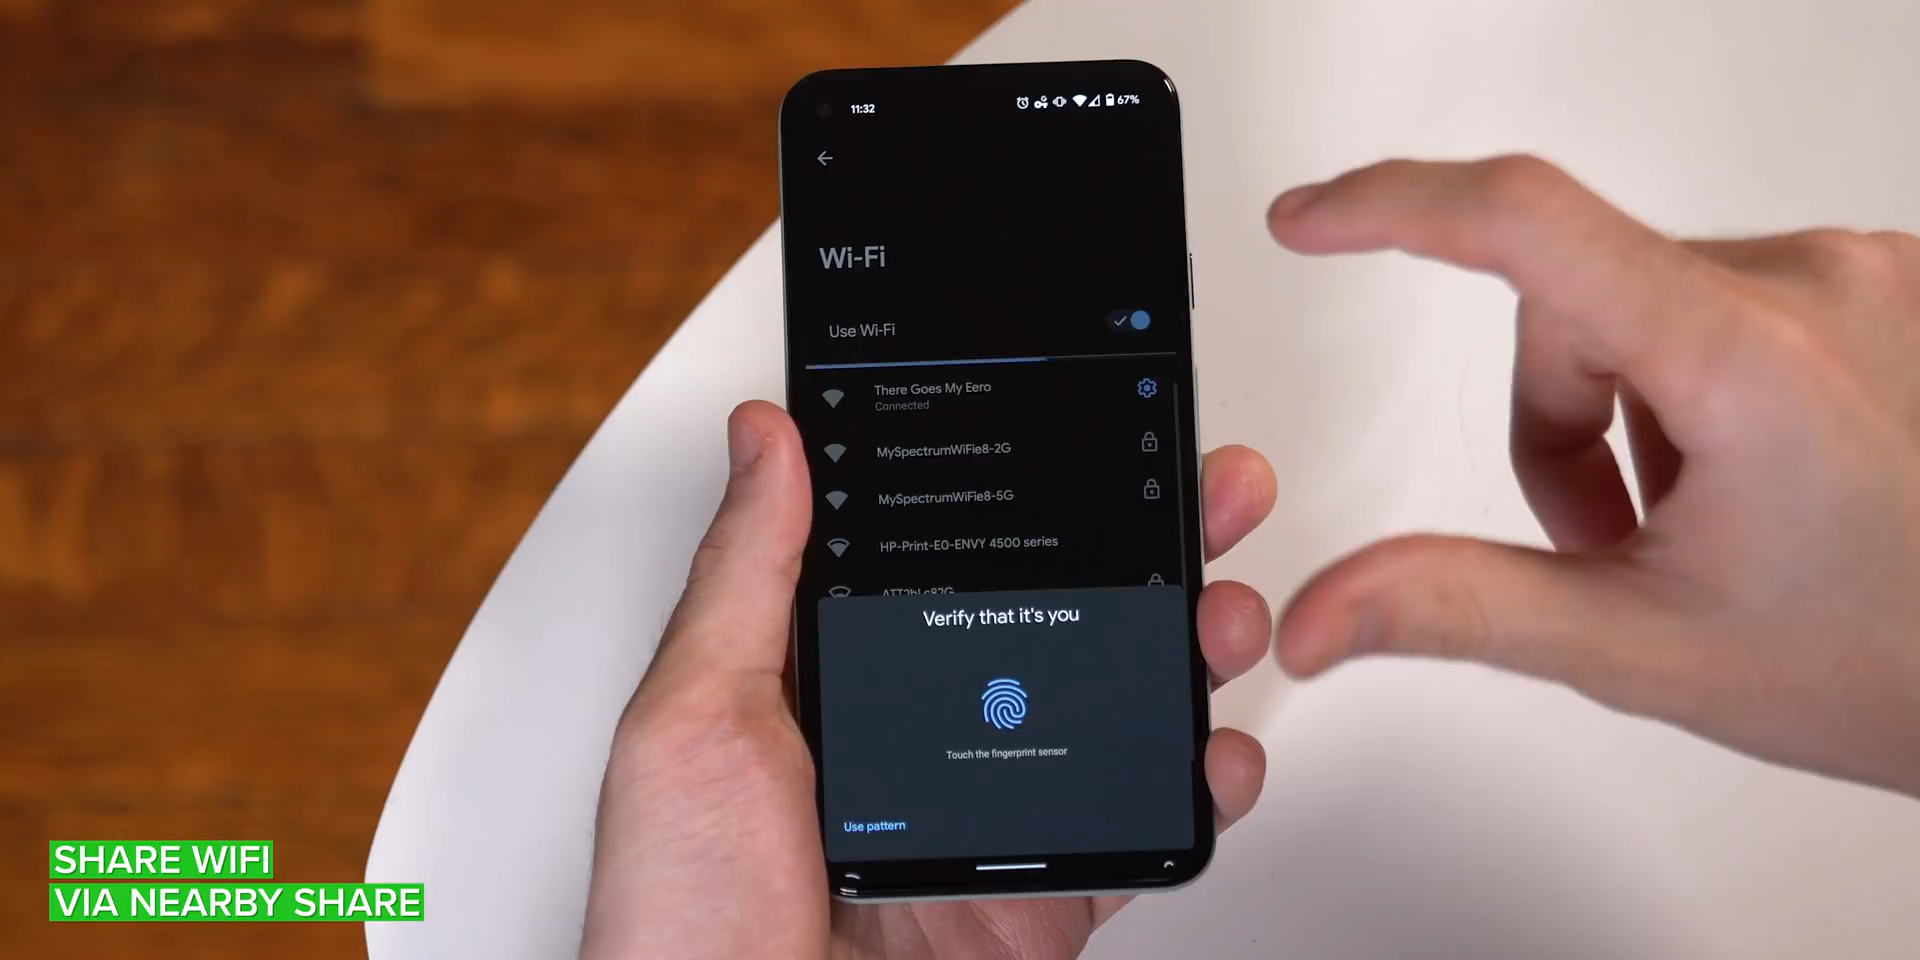 11:32
67%
Wi-Fi
Use Wi-Fi
There Goes My Eero
Connected
MySpectrumWiFie8-2G
MySpectrumWiFie8-5G
HP-Print-E0-ENVY 4500 series
Verify that it's you
Touch the fingerprint sensor
Use pattern
SHARE WIFI
VIA NEARBY SHARE